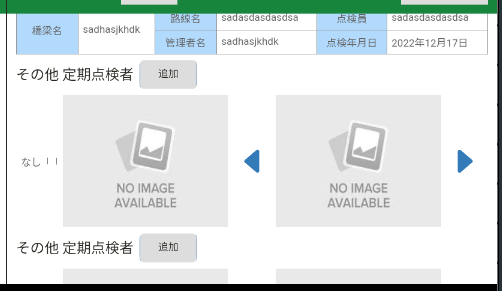 路線名 sadasdasdasdsa 点検員 sadasdasdasdsa
橋梁名 sadhasjkhdk
管理者名 sadhasjkhdk 点検年月日 2022年12月17日
その他 定期点検者 追加
なし
NO IMAGE
AVAILABLE
NO IMAGE
AVAILABLE
その他 定期点検者 追加